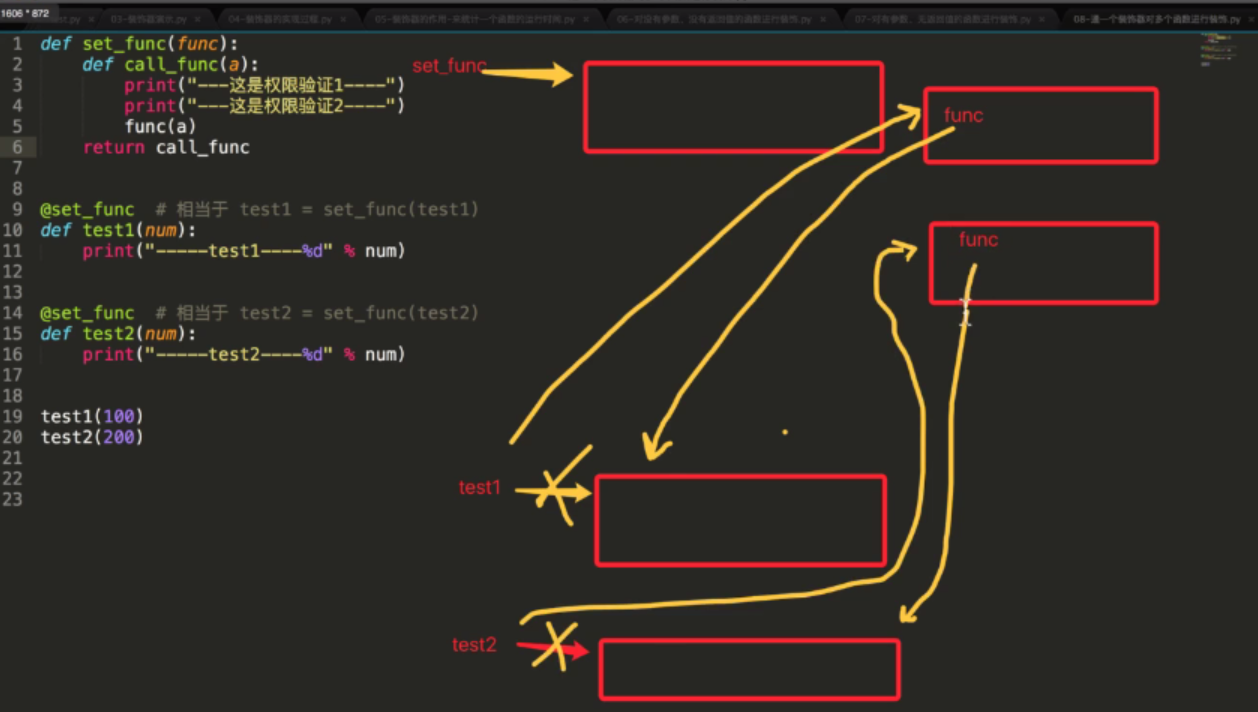 1606 * 872
03-装饰器演示.py
04-装饰器的实现过程.py
05-装饰器的作用-来统计一个函数的运行时间.py
06-对没有参数、没有返回值的函数进行装饰.py
07-对有参数、无返回值的函数进行装饰.py
08-通一个装饰器对多个函数进行装饰.py
1 def set_func(func):
2 def call_func(a):
3 print("---这是权限验证1----")
4 print("---这是权限验证2----")
5 func(a)
6 return call_func
7
8
9 @set_func # 相当于 test1 = set_func(test1)
10 def test1(num):
11 print("-----test1----%d" % num)
12
13
14 @set_func # 相当于 test2 = set_func(test2)
15 def test2(num):
16 print("-----test2----%d" % num)
17
18
19 test1(100)
20 test2(200)
21
22
23
set_func
func
func
test1
test2